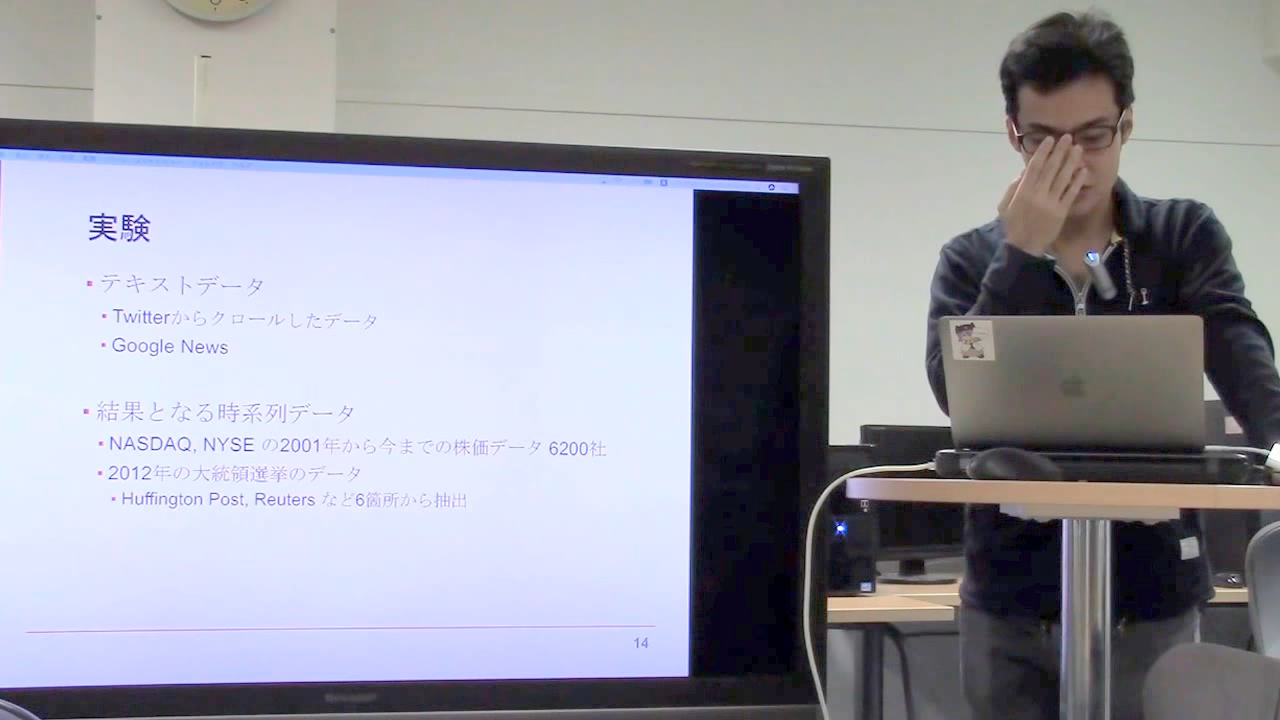 実験
テキストデータ
Twitterからクロールしたデータ
Google News
結果となる時系列データ
NASDAQ, NYSE の2001年から今までの株価データ 6200社
2012年の大統領選挙のデータ
Huffington Post, Reuters など6箇所から抽出
14